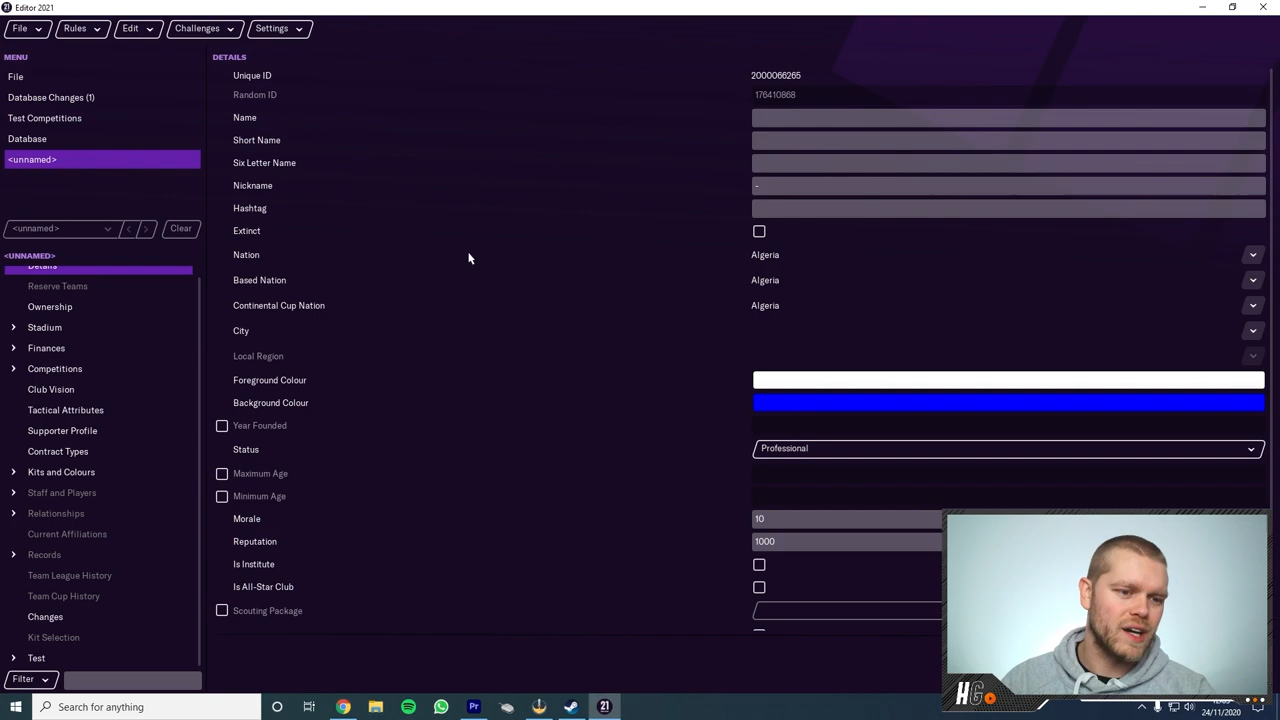 21 Editor 2021
File Rules Edit Challenges Settings
MENU
File
Database Changes (1)
Test Competitions
Database
<unnamed>
<unnamed> Clear
<UNNAMED>
Details
Reserve Teams
Ownership
Stadium
Finances
Competitions
Club Vision
Tactical Attributes
Supporter Profile
Contract Types
Kits and Colours
Staff and Players
Relationships
Current Affiliations
Records
Team League History
Team Cup History
Changes
Kit Selection
Test
Filter
DETAILS
Unique ID 2000066265
Random ID 176410868
Name
Short Name
Six Letter Name
Nickname -
Hashtag
Extinct
Nation Algeria
Based Nation Algeria
Continental Cup Nation Algeria
City
Local Region
Foreground Colour
Background Colour
Year Founded
Status Professional
Maximum Age
Minimum Age
Morale 10
Reputation 1000
Is Institute
Is All-Star Club
Scouting Package
HG
Search for anything
Pr
21
24/11/2020